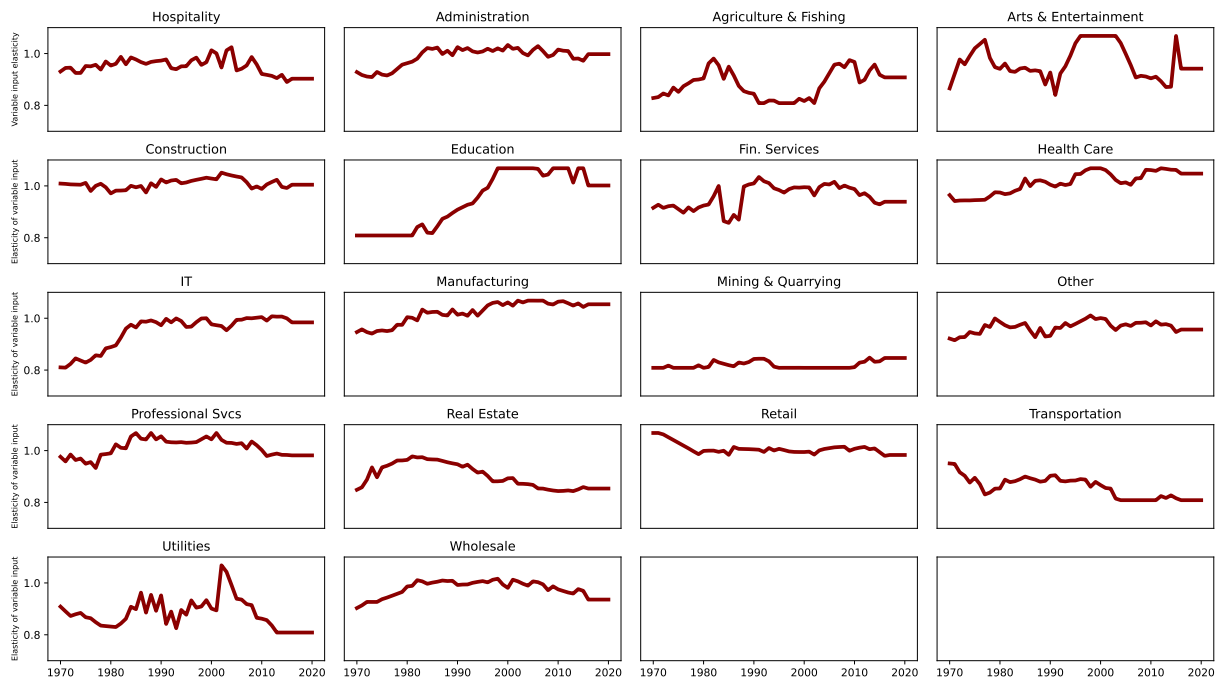 Hospitality Administration Agriculture & Fishing Arts & Entertainment
Variable input elasticity
1.0
0.8
Construction Education Fin. Services Health Care
Elasticity of variable input
1.0
0.8
IT Manufacturing Mining & Quarrying Other
Elasticity of variable input
1.0
0.8
Professional Svcs Real Estate Retail Transportation
Elasticity of variable input
1.0
0.8
Utilities Wholesale
Elasticity of variable input
1.0
0.8
1970 1980 1990 2000 2010 2020 1970 1980 1990 2000 2010 2020 1970 1980 1990 2000 2010 2020 1970 1980 1990 2000 2010 2020